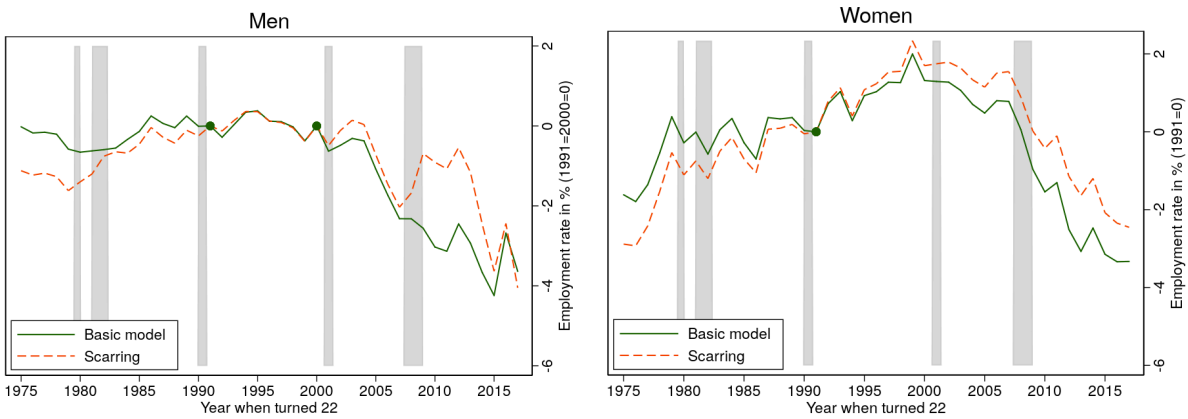 Men
2
0
-2
-4
-6
Employment rate in % (1991=2000=0)
Basic model
Scarring
1975 1980 1985 1990 1995 2000 2005 2010 2015
Year when turned 22
Women
2
0
-2
-4
-6
Employment rate in % (1991=0)
Basic model
Scarring
1975 1980 1985 1990 1995 2000 2005 2010 2015
Year when turned 22